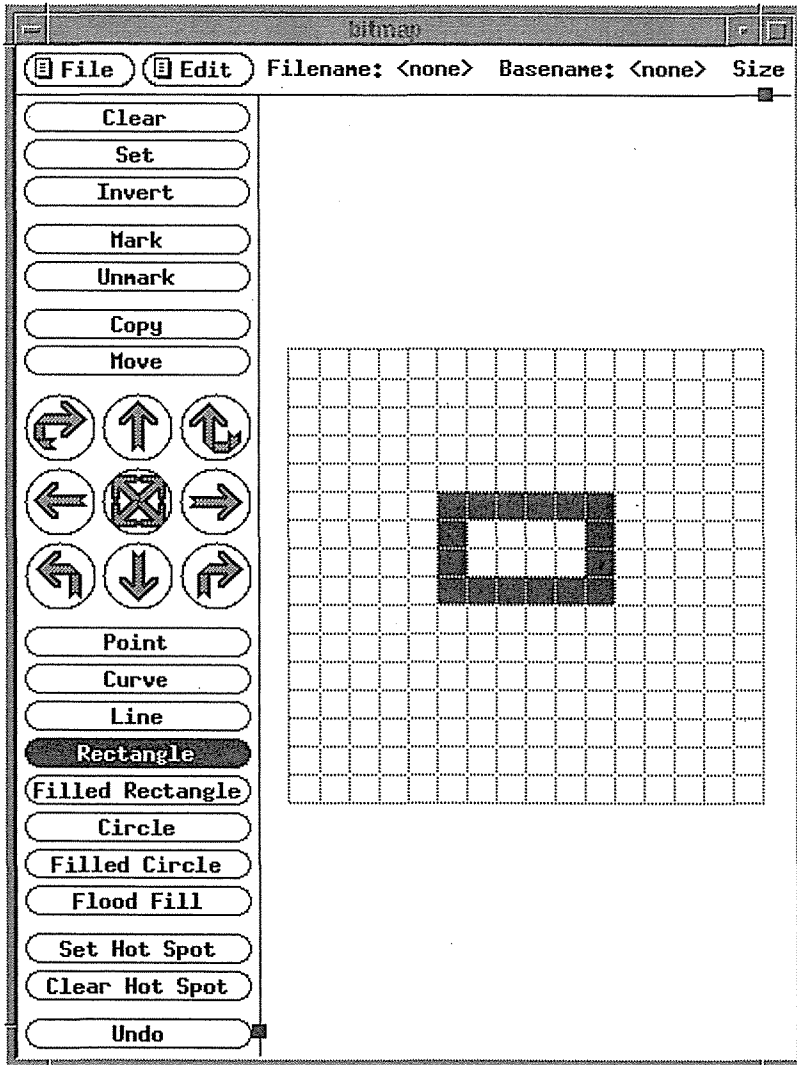 bitmap
File Edit Filename: <none> Basename: <none> Size
Clear
Set
Invert
Mark
Unmark
Copy
Move
Point
Curve
Line
Rectangle
Filled Rectangle
Circle
Filled Circle
Flood Fill
Set Hot Spot
Clear Hot Spot
Undo